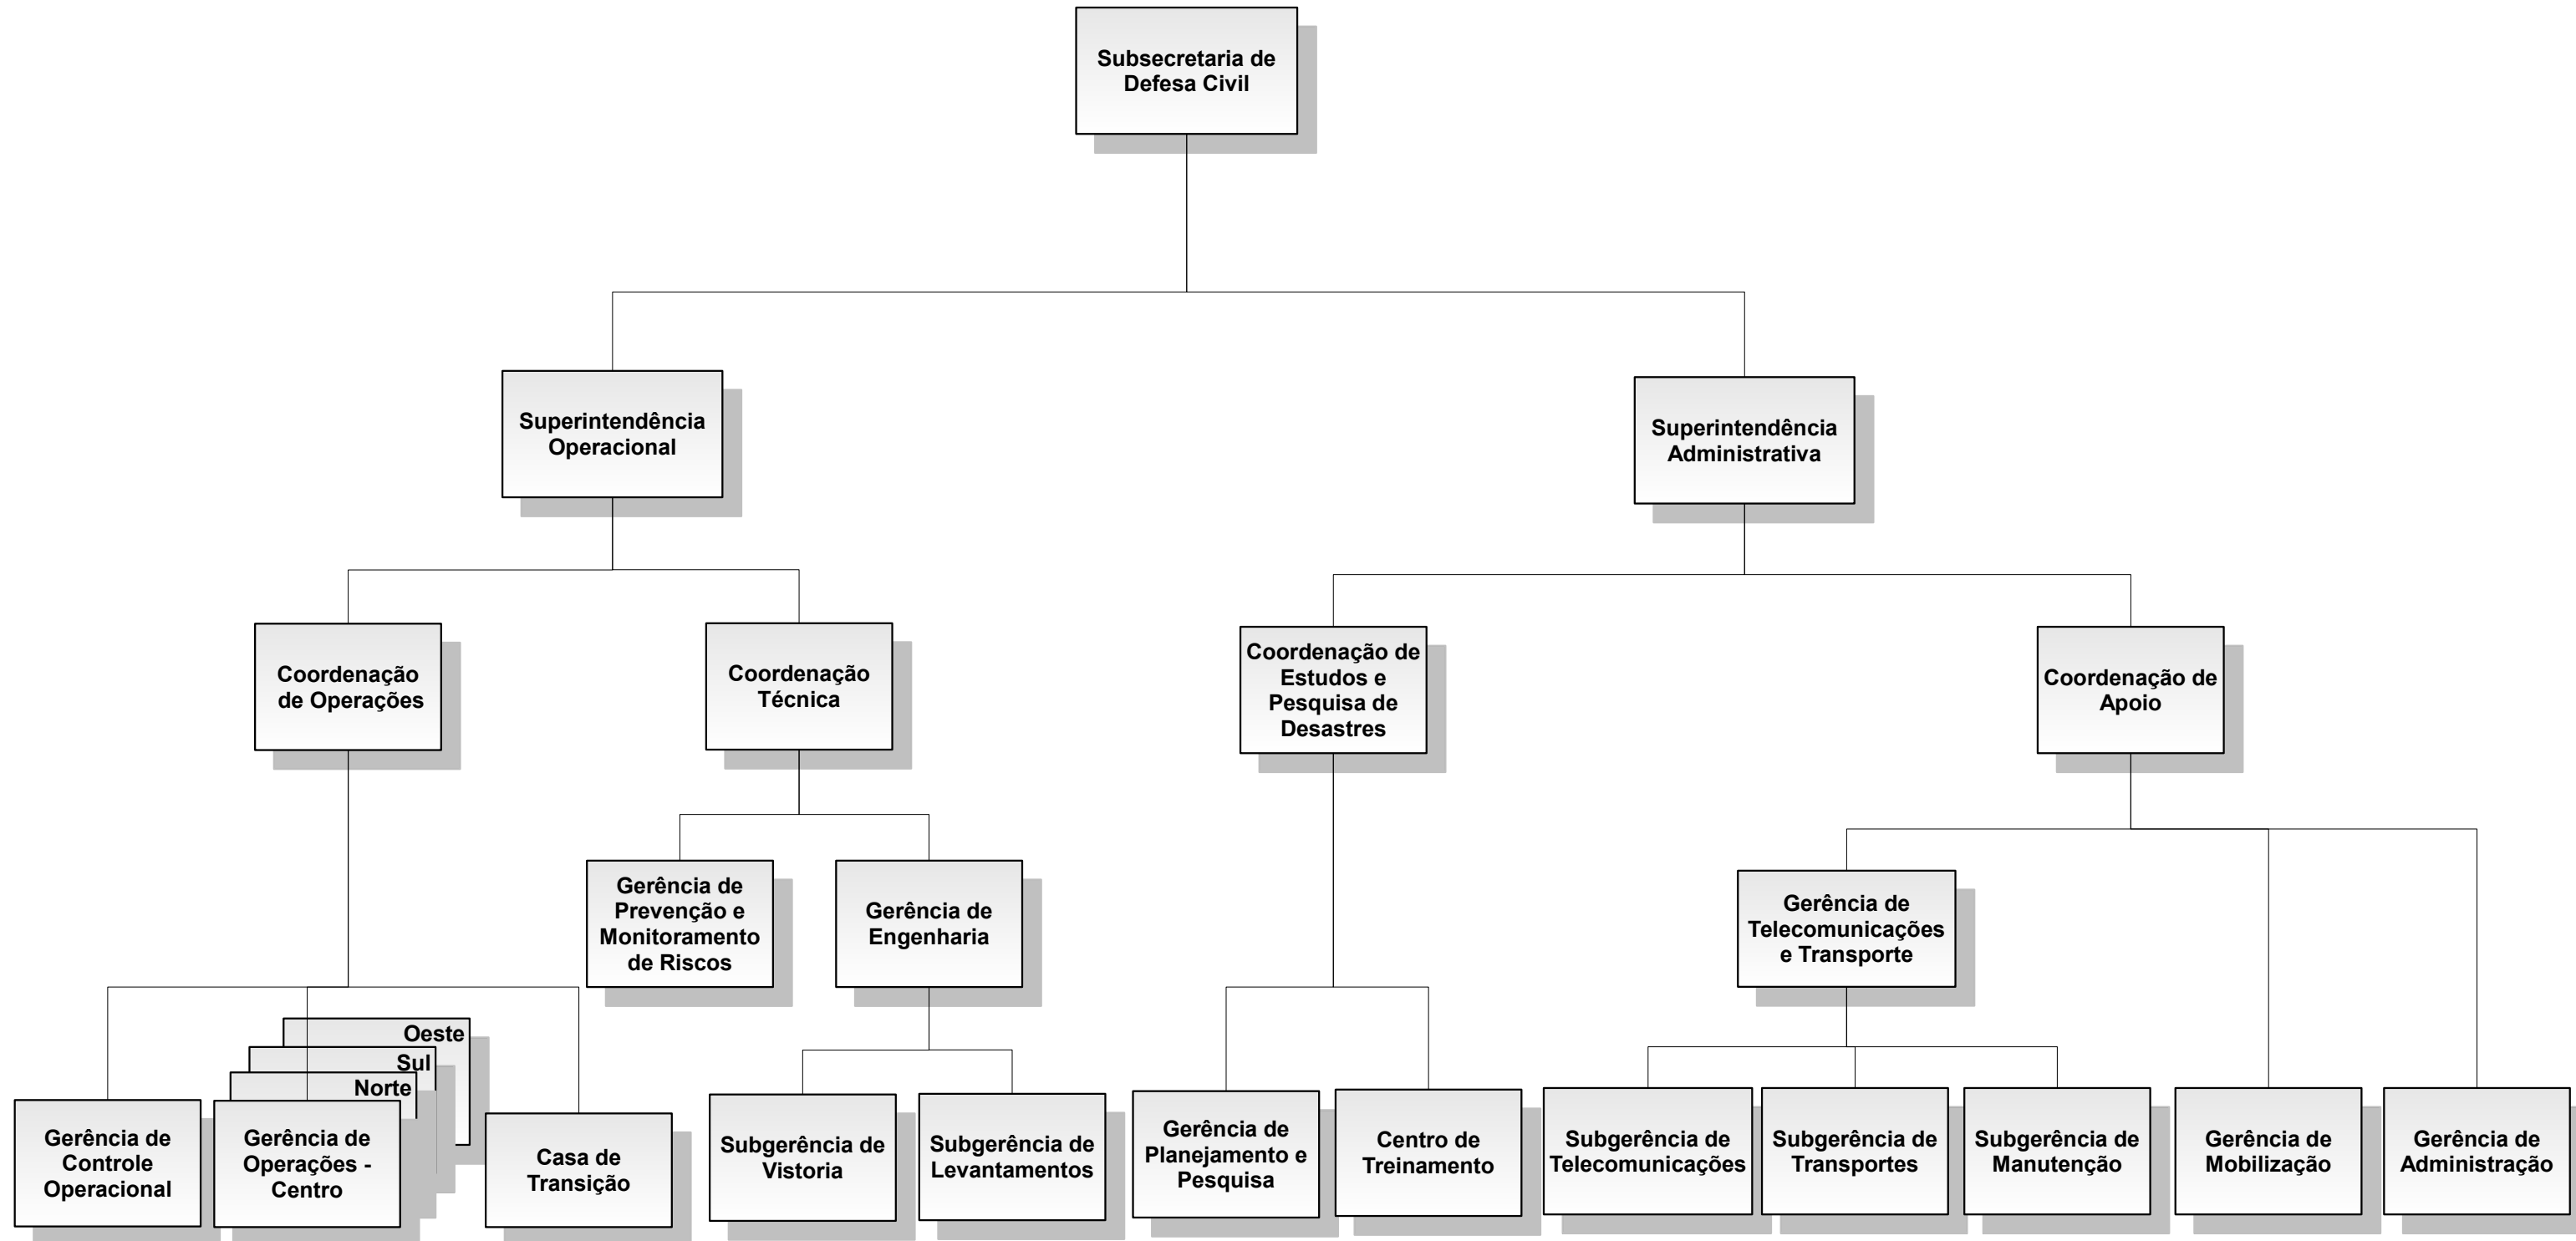 Subsecretaria de
Defesa Civil
Superintendência
Operacional
Superintendência
Administrativa
Coordenação
de Operações
Coordenação
Técnica
Coordenação de
Estudos e
Pesquisa de
Desastres
Coordenação de
Apoio
Gerência de
Prevenção e
Monitoramento
de Riscos
Gerência de
Engenharia
Gerência de
Telecomunicações
e Transporte
Oeste
Sul
Norte
Gerência de
Controle
Operacional
Gerência de
Operações -
Centro
Casa de
Transição
Subgerência de
Vistoria
Subgerência de
Levantamentos
Gerência de
Planejamento e
Pesquisa
Centro de
Treinamento
Subgerência de
Telecomunicações
Subgerência de
Transportes
Subgerência de
Manutenção
Gerência de
Mobilização
Gerência de
Administração